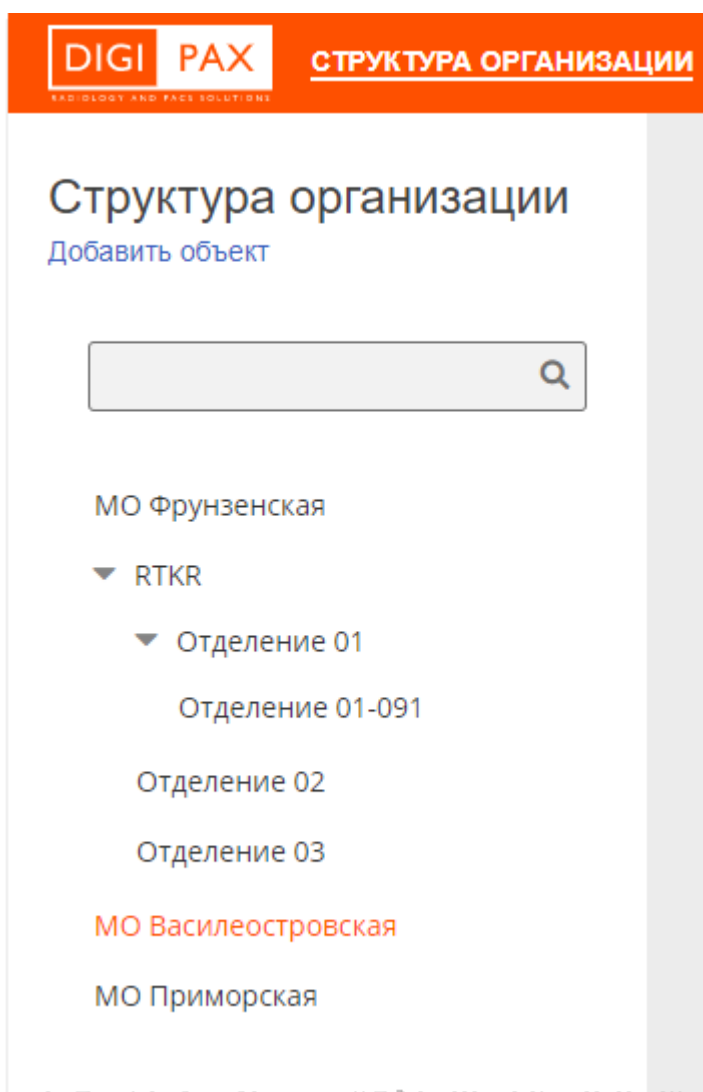 DIGI PAX
RADIOLOGY AND PACS SOLUTIONS
СТРУКТУРА ОРГАНИЗАЦИИ
Структура организации
Добавить объект
МО Фрунзенская
RTKR
Отделение 01
Отделение 01-091
Отделение 02
Отделение 03
МО Василеостровская
МО Приморская